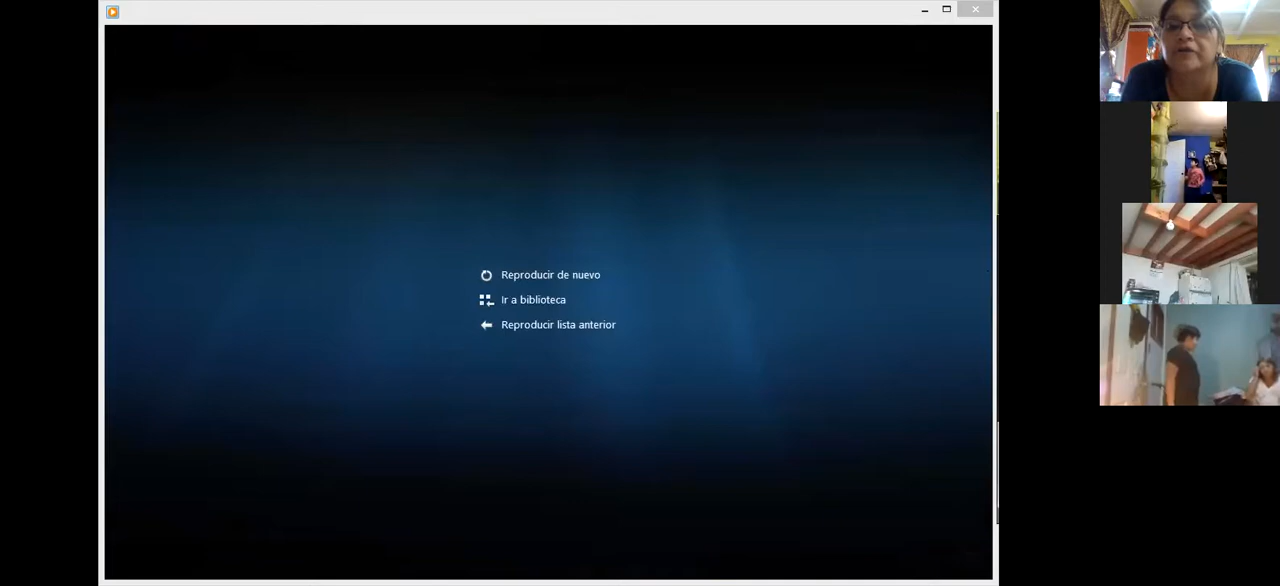 Reproducir de nuevo
Ir a biblioteca
Reproducir lista anterior